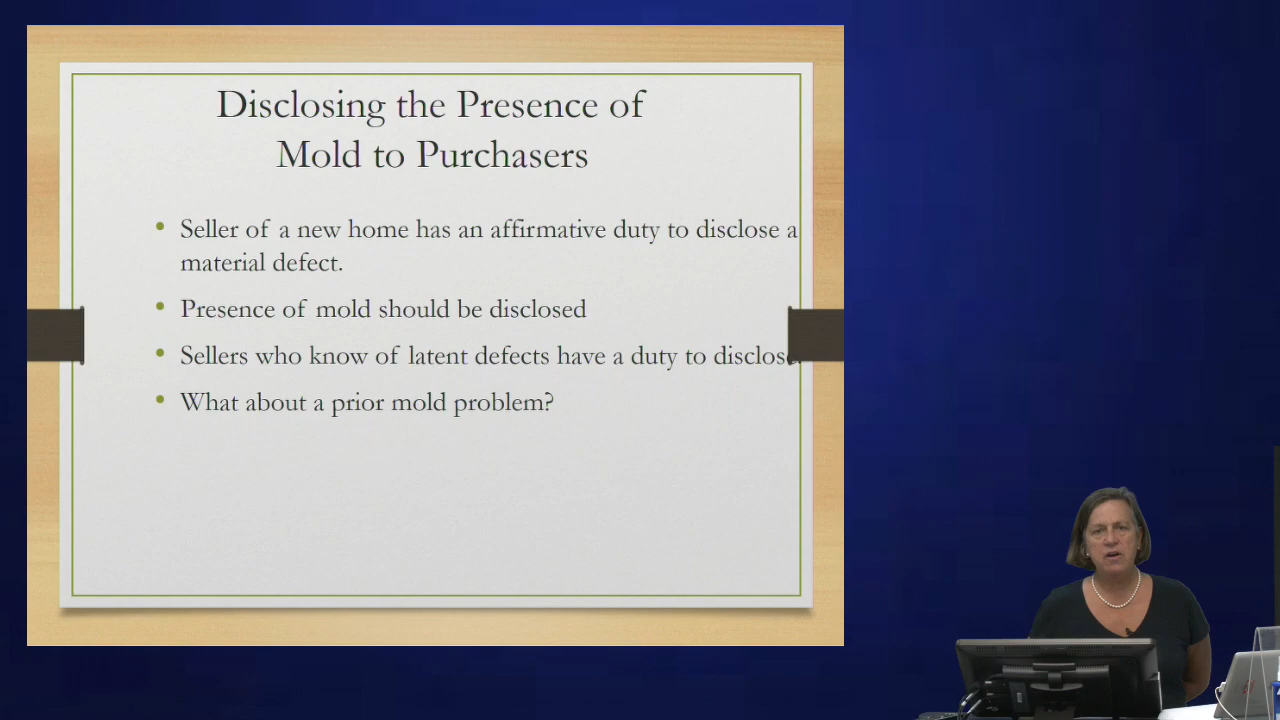 Disclosing the Presence of
Mold to Purchasers
• Seller of a new home has an affirmative duty to disclose a
material defect.
• Presence of mold should be disclosed
• Sellers who know of latent defects have a duty to disclose.
• What about a prior mold problem?